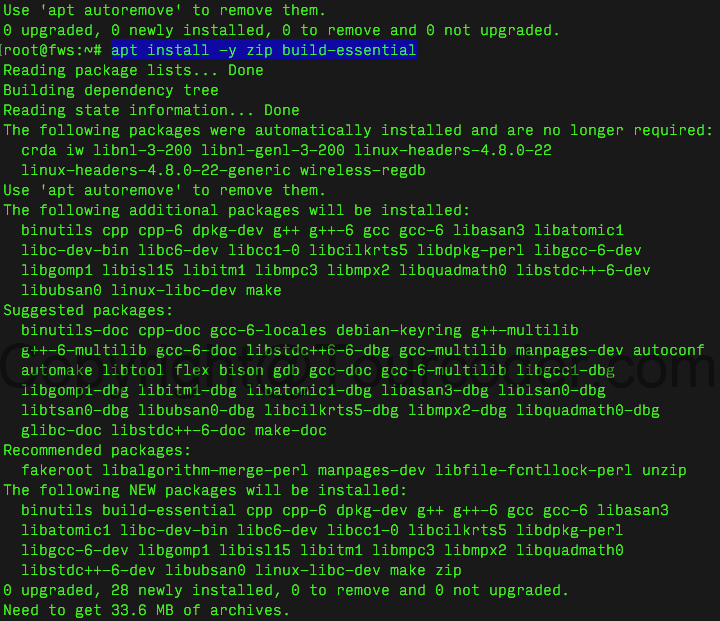 Use 'apt autoremove' to remove them.
0 upgraded, 0 newly installed, 0 to remove and 0 not upgraded.
[root@fws:~# apt install -y zip build-essential
Reading package lists... Done
Building dependency tree
Reading state information... Done
The following packages were automatically installed and are no longer required:
crda iw libnl-3-200 libnl-genl-3-200 linux-headers-4.8.0-22
linux-headers-4.8.0-22-generic wireless-regdb
Use 'apt autoremove' to remove them.
The following additional packages will be installed:
binutils cpp cpp-6 dpkg-dev g++ g++-6 gcc gcc-6 libasan3 libatomic1
libc-dev-bin libc6-dev libcc1-0 libcilkrts5 libdpkg-perl libgcc-6-dev
libgomp1 libisl15 libitm1 libmpc3 libmpx2 libquadmath0 libstdc++-6-dev
libubsan0 linux-libc-dev make
Suggested packages:
binutils-doc cpp-doc gcc-6-locales debian-keyring g++-multilib
g++-6-multilib gcc-6-doc libstdc++6-6-dbg gcc-multilib manpages-dev autoconf
automake libtool flex bison gdb gcc-doc gcc-6-multilib libgcc1-dbg
libgomp1-dbg libitm1-dbg libatomic1-dbg libasan3-dbg liblsan0-dbg
libtsan0-dbg libubsan0-dbg libcilkrts5-dbg libmpx2-dbg libquadmath0-dbg
glibc-doc libstdc++-6-doc make-doc
Recommended packages:
fakeroot libalgorithm-merge-perl manpages-dev libfile-fcntllock-perl unzip
The following NEW packages will be installed:
binutils build-essential cpp cpp-6 dpkg-dev g++ g++-6 gcc gcc-6 libasan3
libatomic1 libc-dev-bin libc6-dev libcc1-0 libcilkrts5 libdpkg-perl
libgcc-6-dev libgomp1 libisl15 libitm1 libmpc3 libmpx2 libquadmath0
libstdc++-6-dev libubsan0 linux-libc-dev make zip
0 upgraded, 28 newly installed, 0 to remove and 0 not upgraded.
Need to get 33.6 MB of archives.